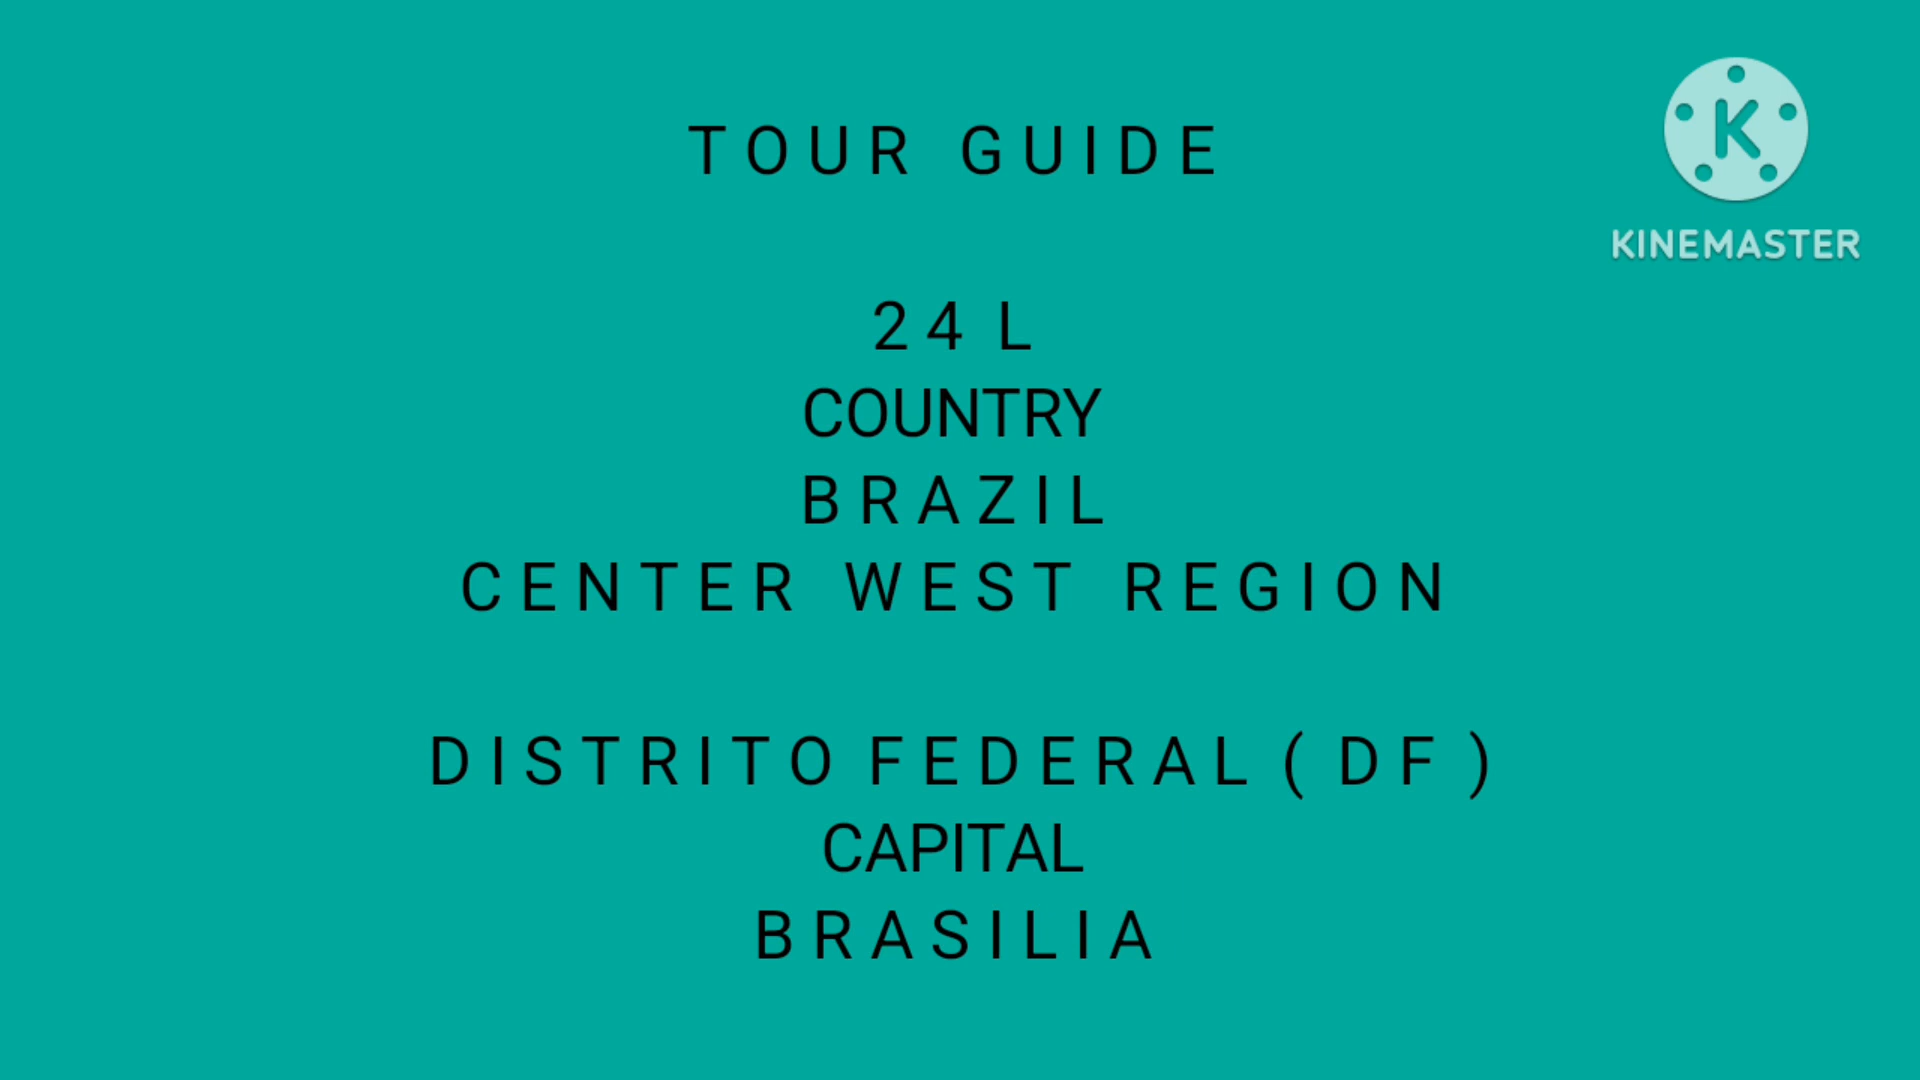 TOUR GUIDE
K
KINEMASTER
24 L
COUNTRY
BRAZIL
CENTER WEST REGION
DISTRITO FEDERAL ( DF )
CAPITAL
BRASILIA